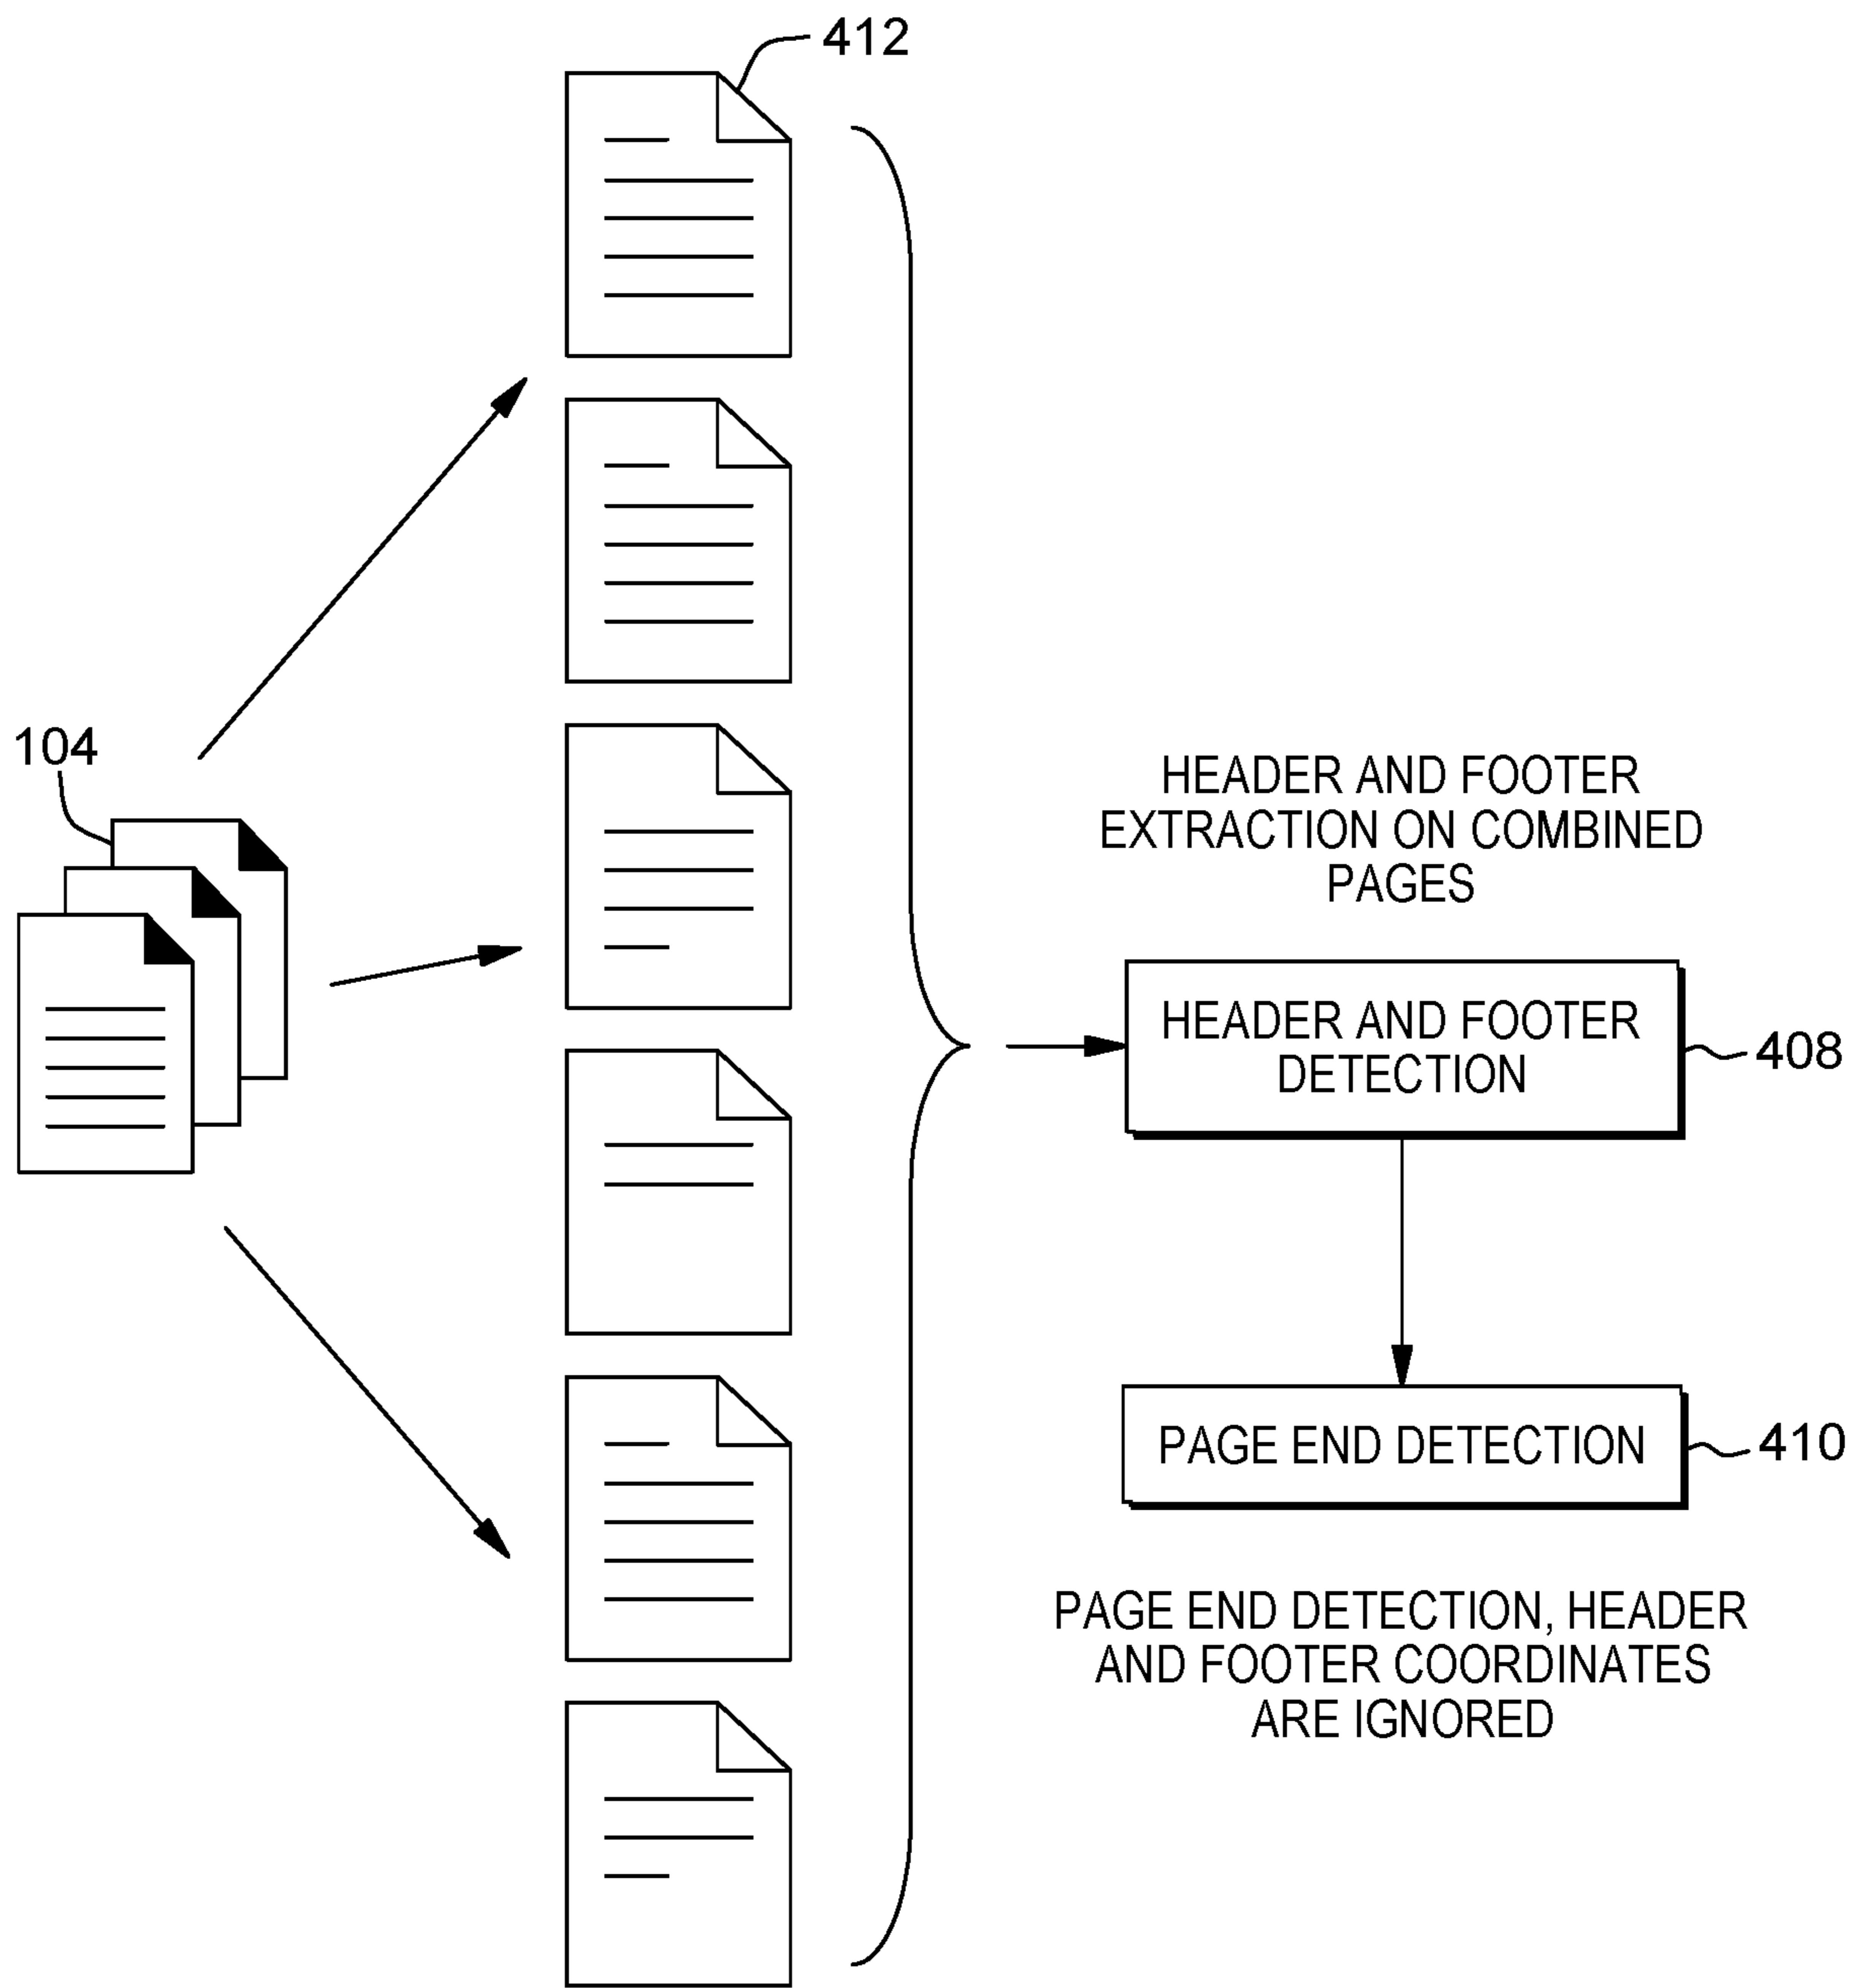 412
104
HEADER AND FOOTER
EXTRACTION ON COMBINED
PAGES
HEADER AND FOOTER
DETECTION
408
PAGE END DETECTION
410
PAGE END DETECTION, HEADER
AND FOOTER COORDINATES
ARE IGNORED